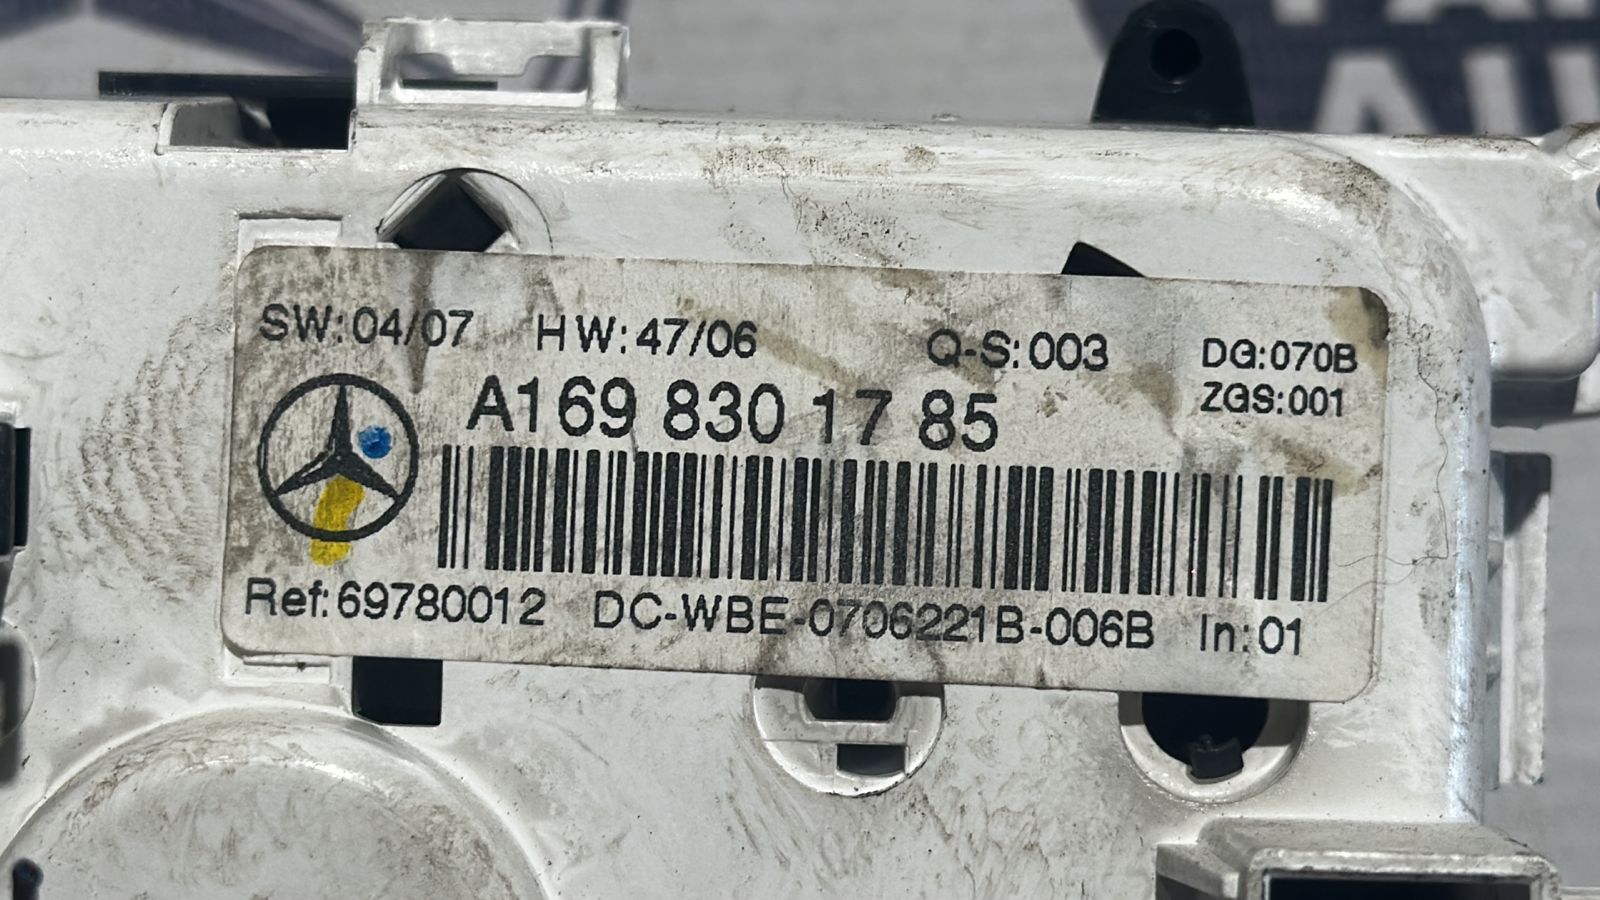 SW:04/07 HW:47/06 Q-S:003 DG:070B
ZGS:001
A169 830 17 85
Ref:69780012 DC-WBE-0706221B-006B In:01